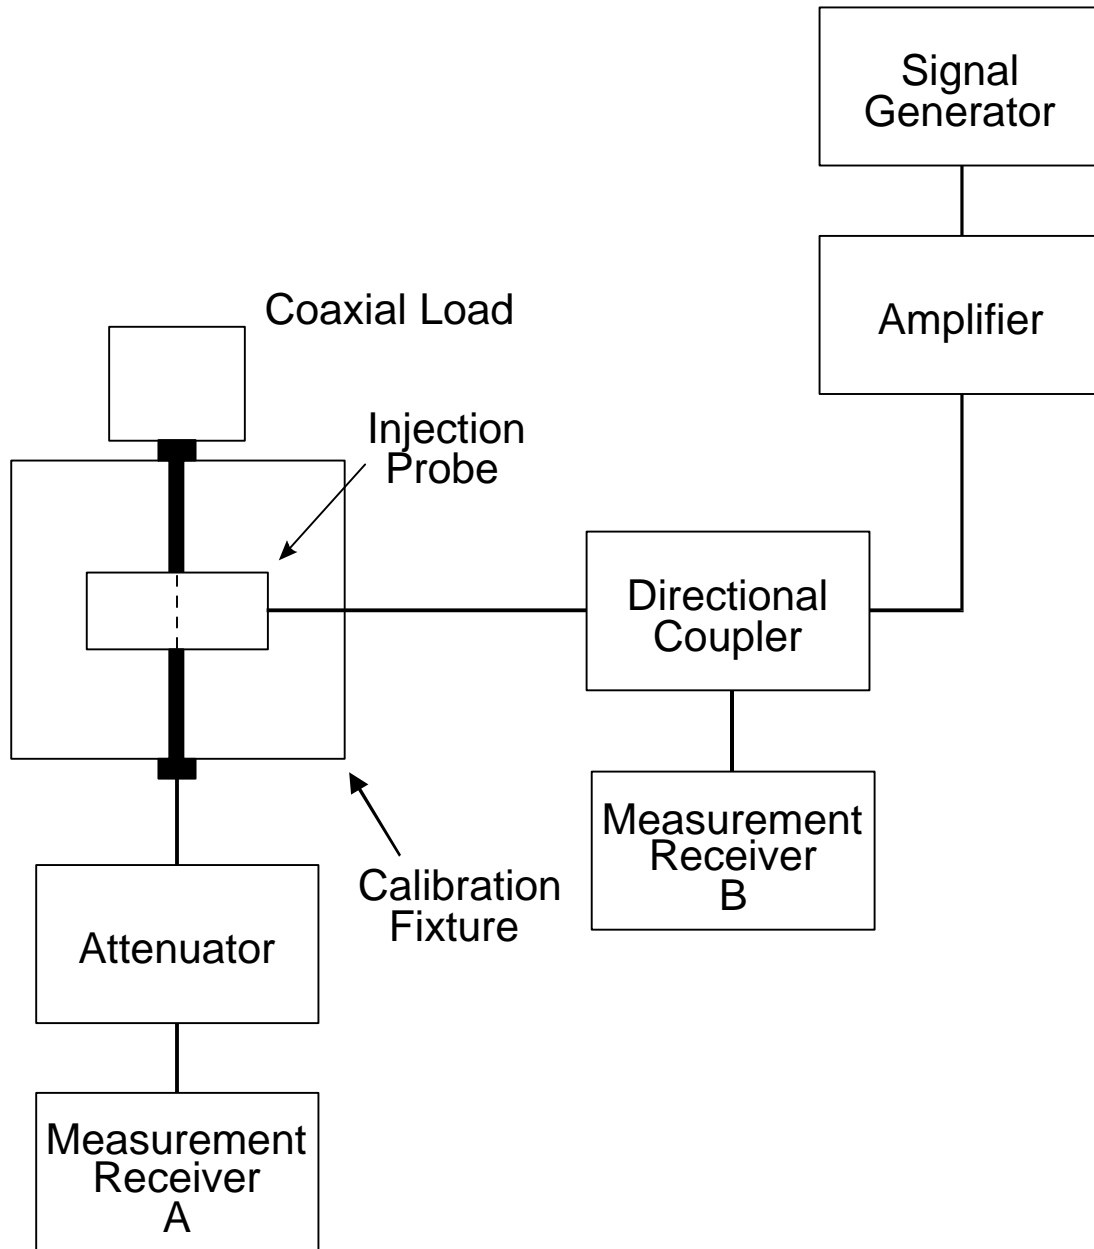 Signal
Generator
Amplifier
Coaxial Load
Injection
Probe
Directional
Coupler
Measurement
Receiver
B
Calibration
Fixture
Attenuator
Measurement
Receiver
A